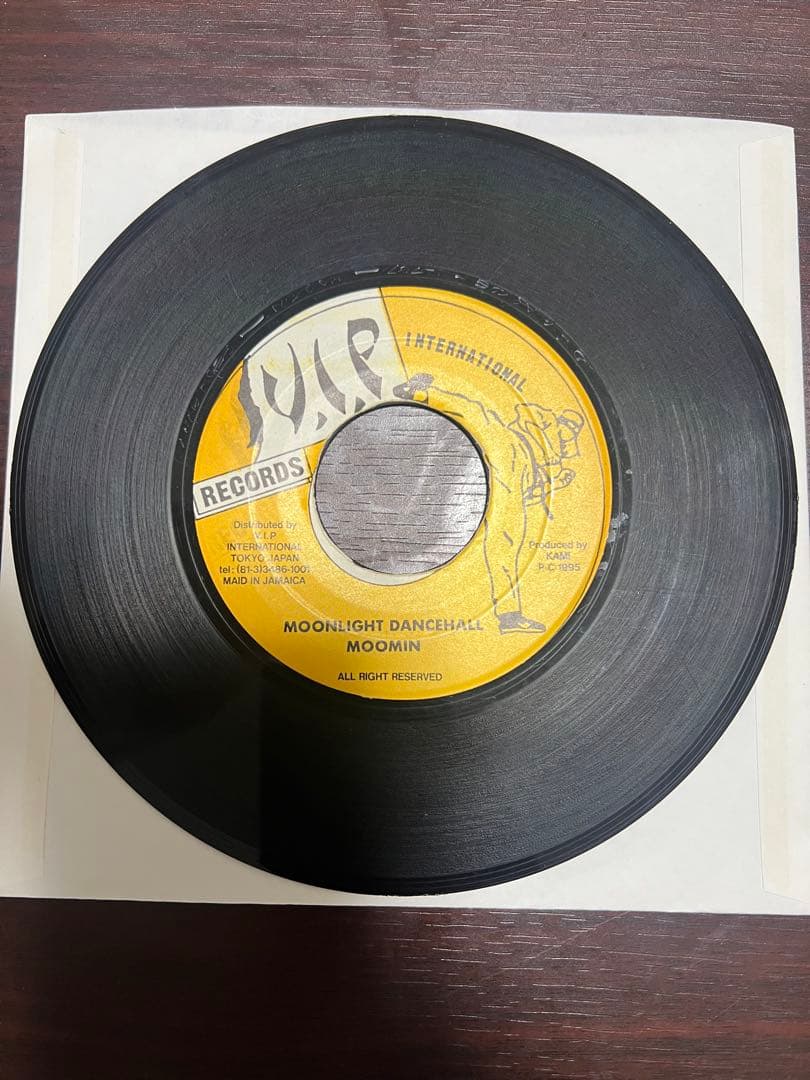 V.I.P
INTERNATIONAL
RECORDS
Distributed by
V.I.P
INTERNATIONAL
TOKYO JAPAN
tel: (81-3)3486-1001
MAID IN JAMAICA
Produced by
KAMI
P·C 1995
MOONLIGHT DANCEHALL
MOOMIN
ALL RIGHT RESERVED